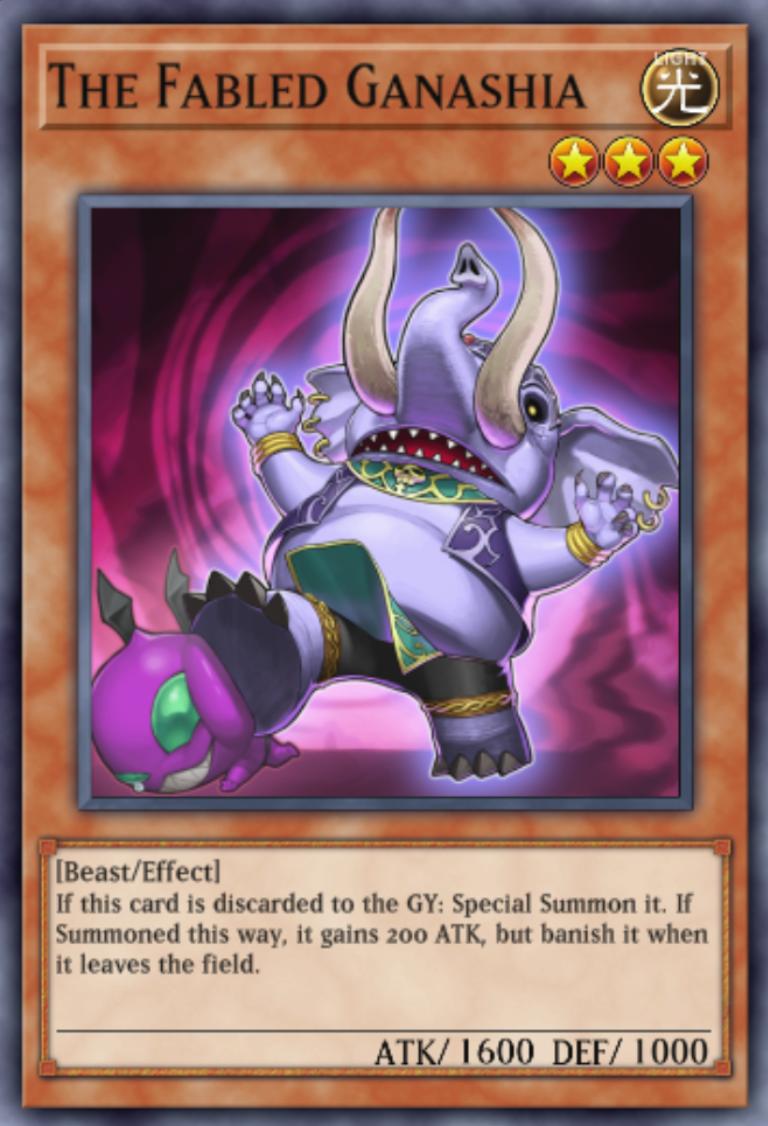 The Fabled Ganashia
LIGHT
光
[Beast/Effect]
If this card is discarded to the GY: Special Summon it. If
Summoned this way, it gains 200 ATK, but banish it when
it leaves the field.
ATK/ 1600 DEF/ 1000